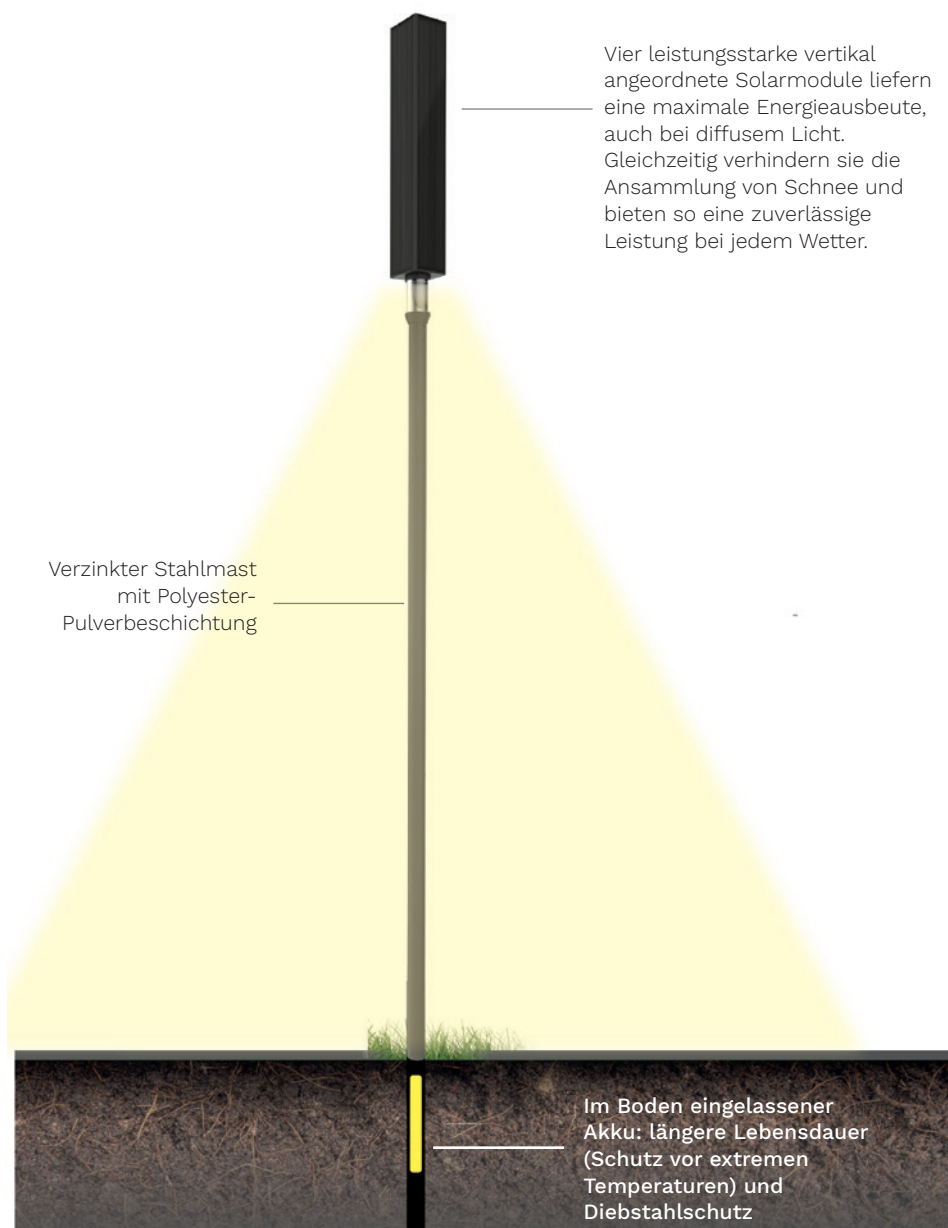 Vier leistungsstarke vertikal
angeordnete Solarmodule liefern
eine maximale Energieausbeute,
auch bei diffusem Licht.
Gleichzeitig verhindern sie die
Ansammlung von Schnee und
bieten so eine zuverlässige
Leistung bei jedem Wetter.
Verzinkter Stahlmast
mit Polyester-
Pulverbeschichtung
Im Boden eingelassener
Akku: längere Lebensdauer
(Schutz vor extremen
Temperaturen) und
Diebstahlschutz